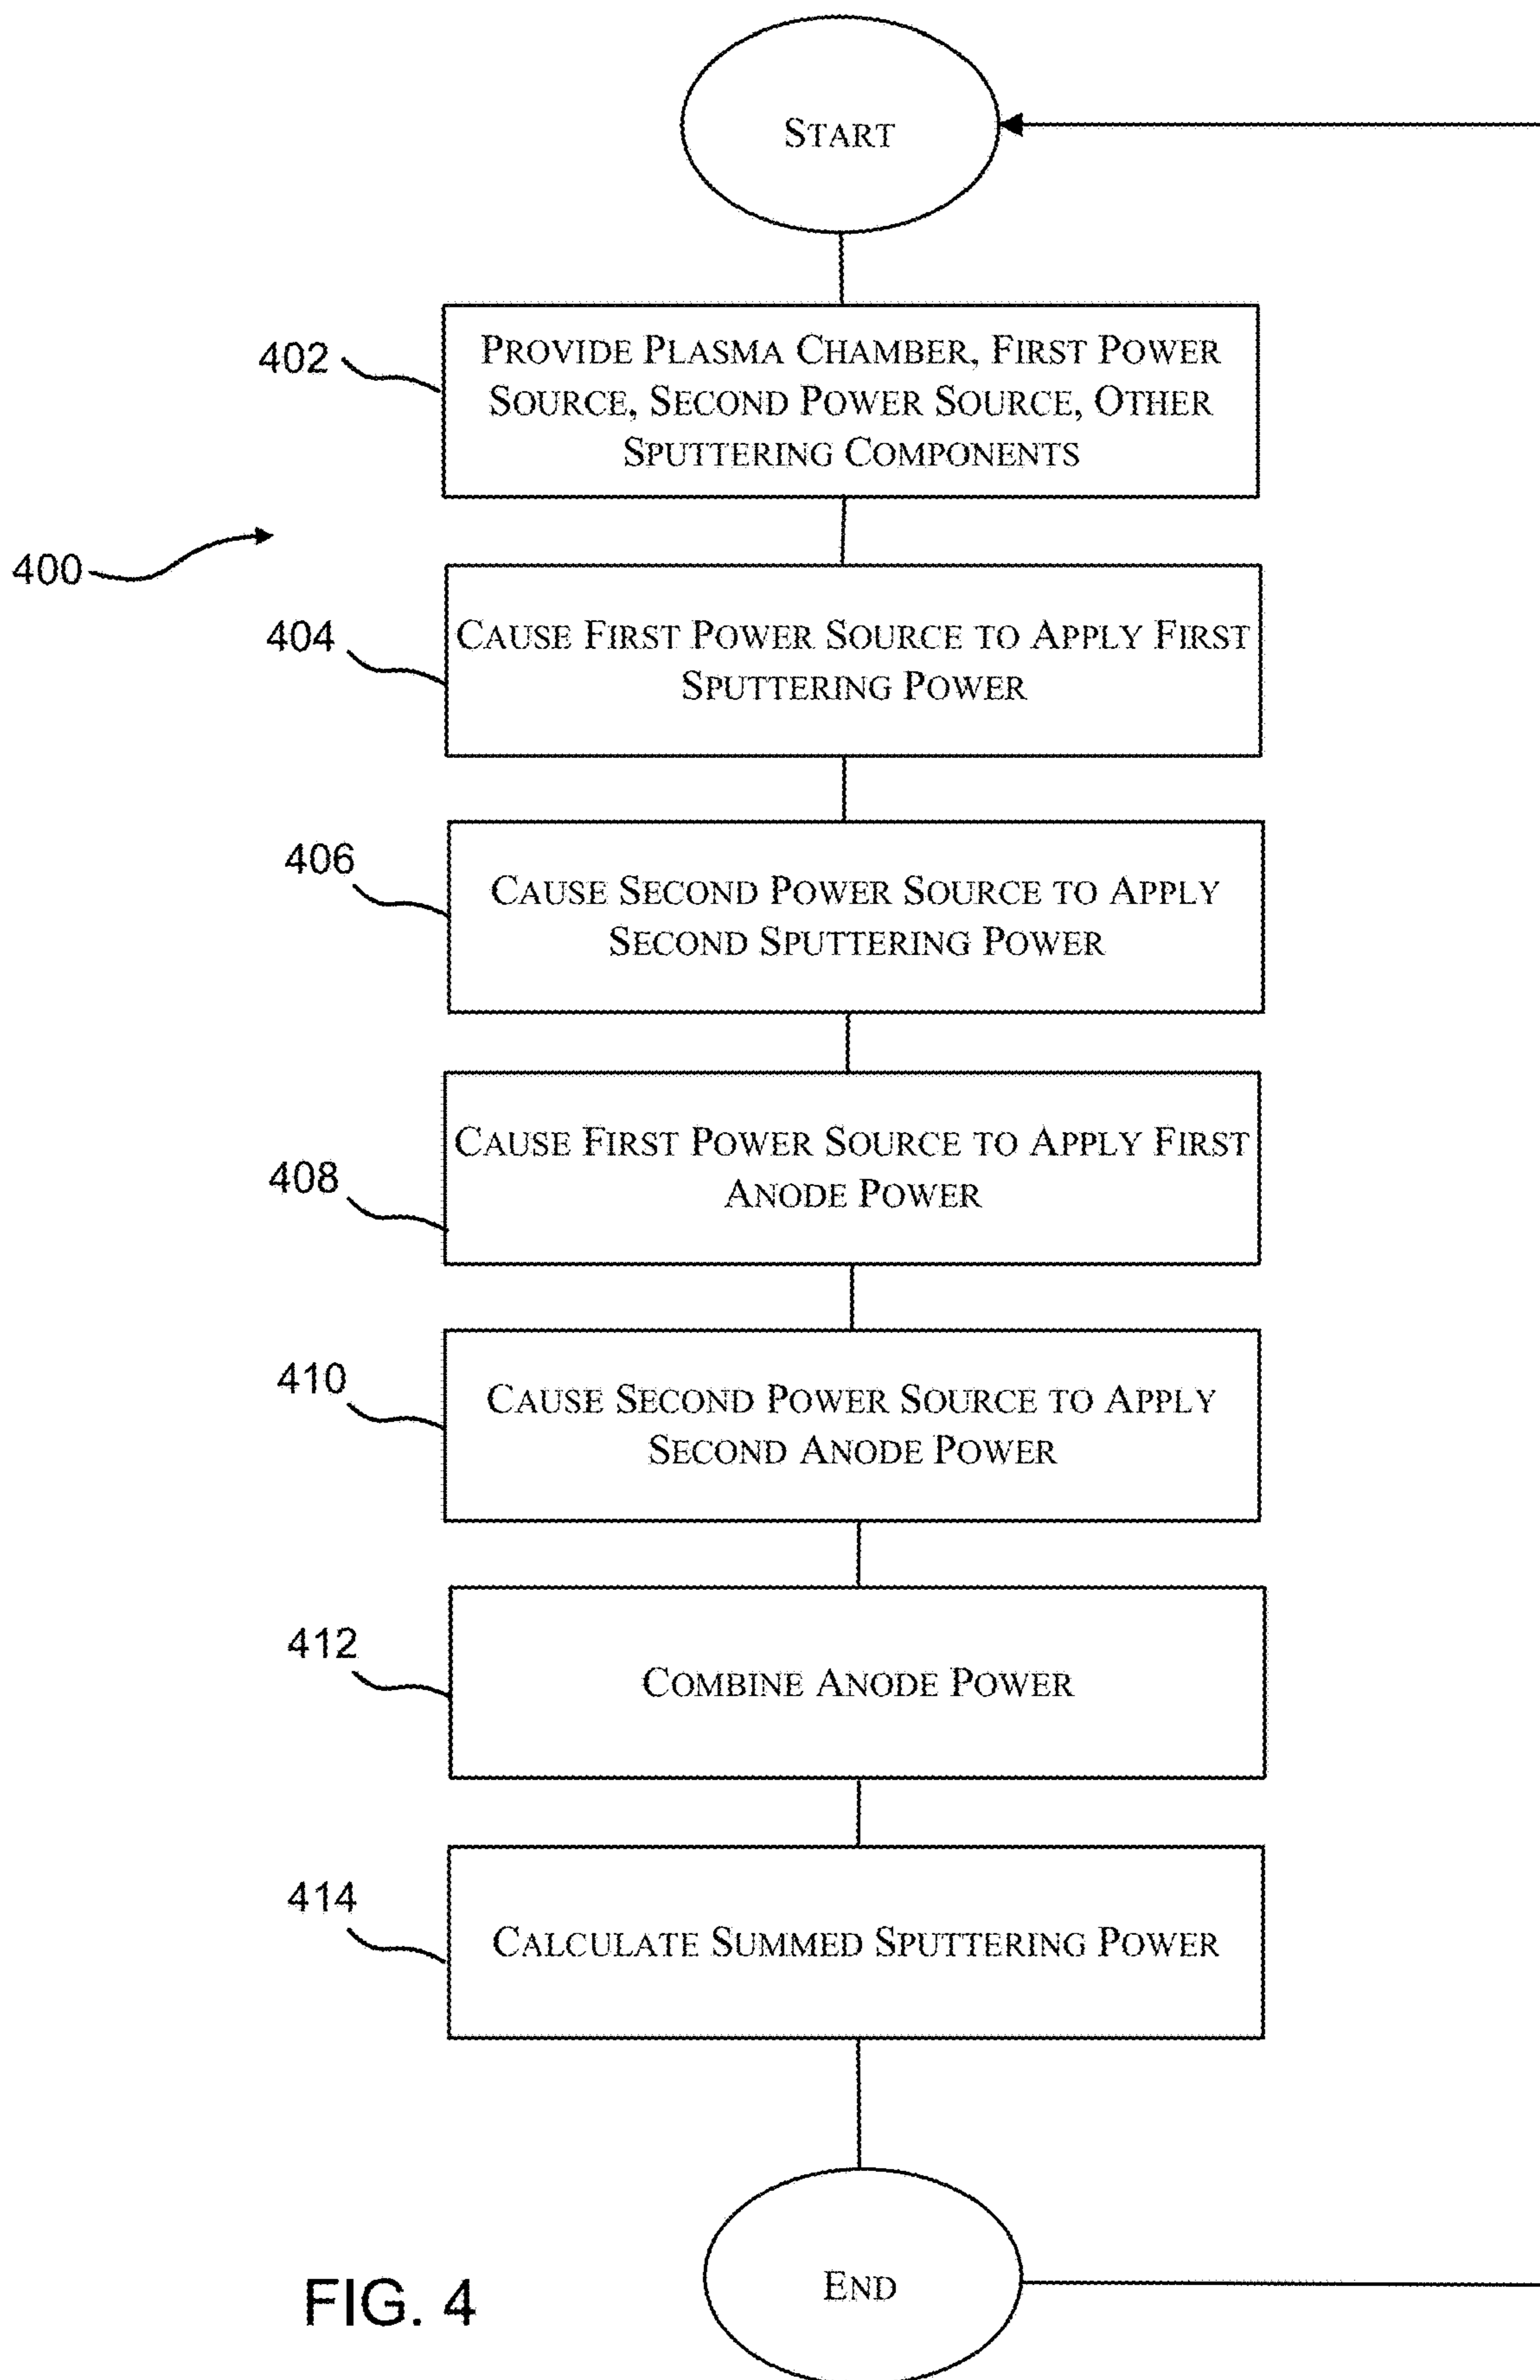 START
402
PROVIDE PLASMA CHAMBER, FIRST POWER
SOURCE, SECOND POWER SOURCE, OTHER
SPUTTERING COMPONENTS
400
404
CAUSE FIRST POWER SOURCE TO APPLY FIRST
SPUTTERING POWER
406
CAUSE SECOND POWER SOURCE TO APPLY
SECOND SPUTTERING POWER
408
CAUSE FIRST POWER SOURCE TO APPLY FIRST
ANODE POWER
410
CAUSE SECOND POWER SOURCE TO APPLY
SECOND ANODE POWER
412
COMBINE ANODE POWER
414
CALCULATE SUMMED SPUTTERING POWER
END
FIG. 4